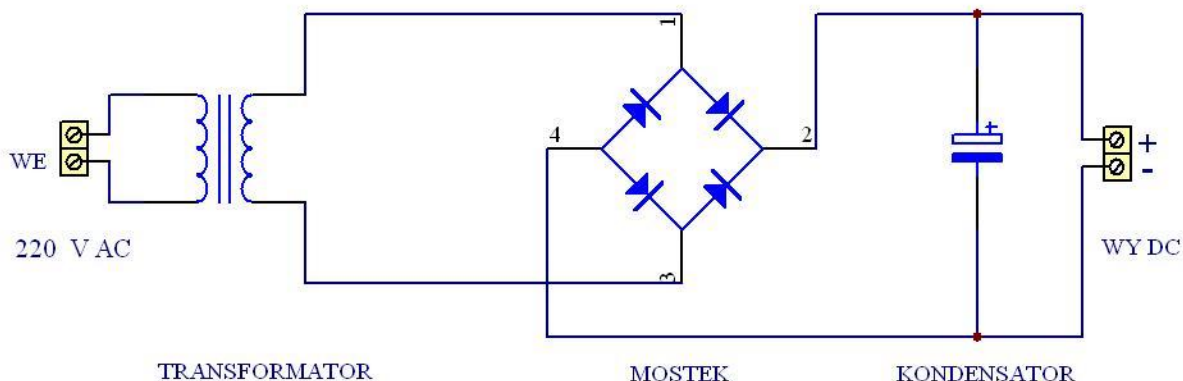 1
4
2
+
+
-
WE
3
220 V AC
WY DC
TRANSFORMATOR
MOSTEK
KONDENSATOR